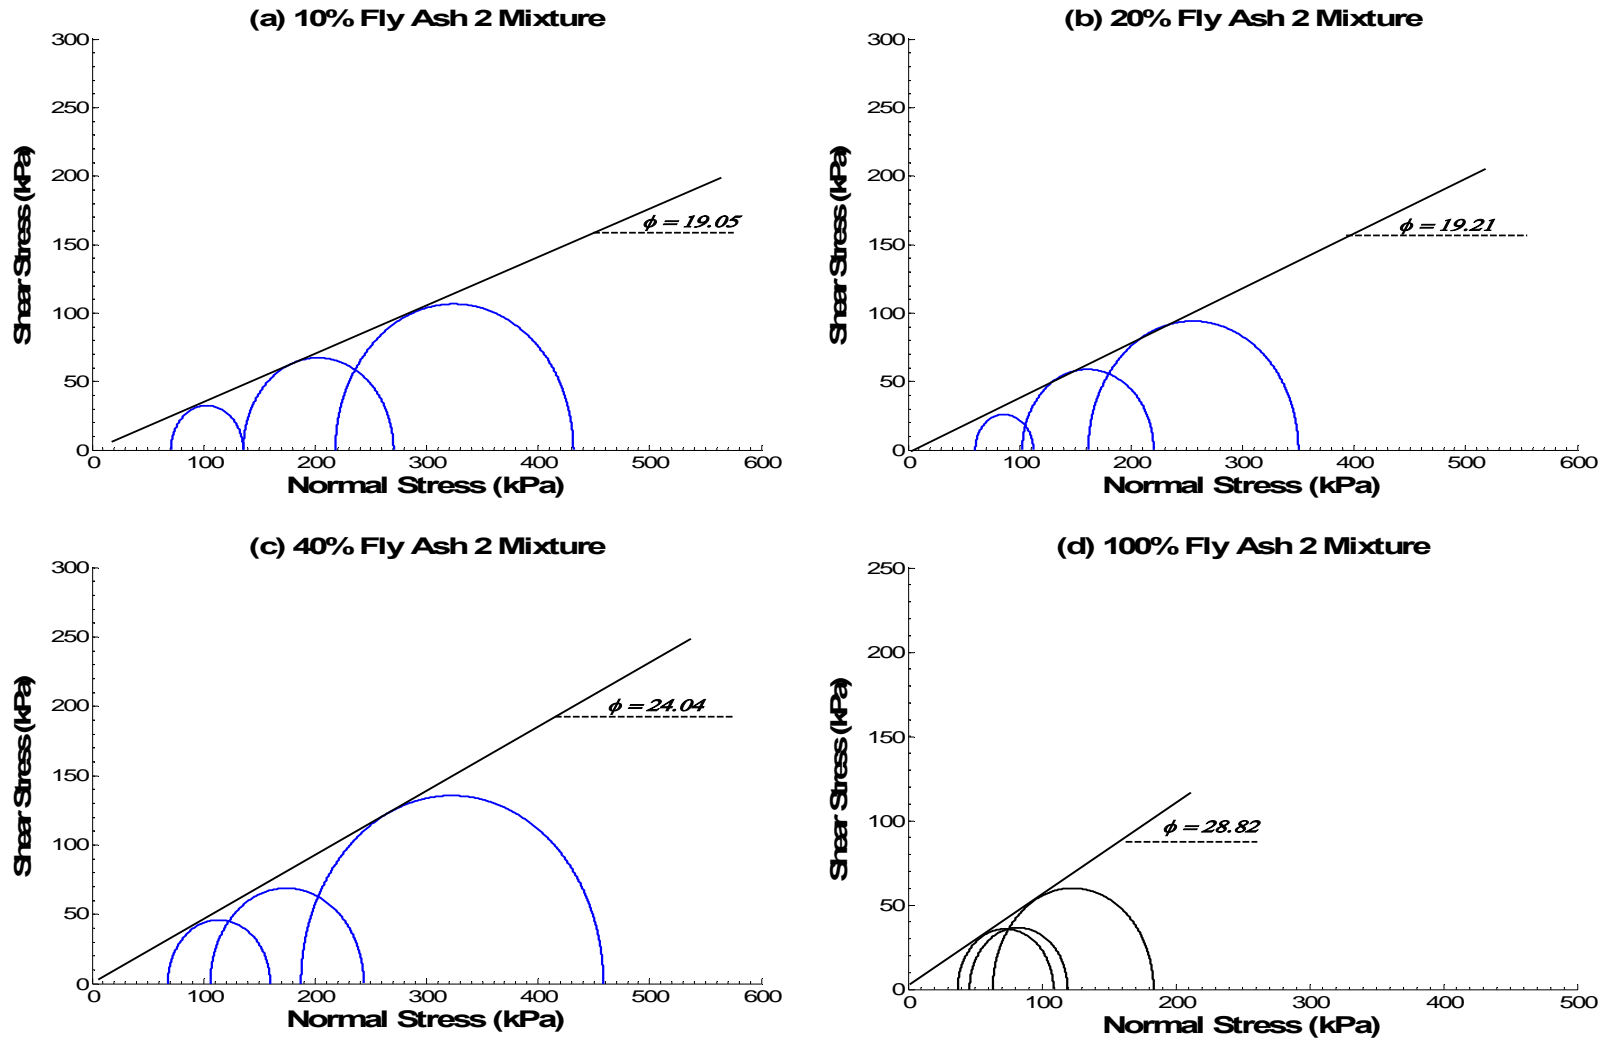 (a) 10% Fly Ash 2 Mixture
300
250
200
150
100
50
0
0 100 200 300 400 500 600
Shear Stress (kPa)
Normal Stress (kPa)
ϕ = 19.05
(b) 20% Fly Ash 2 Mixture
300
250
200
150
100
50
0
0 100 200 300 400 500 600
Shear Stress (kPa)
Normal Stress (kPa)
ϕ = 19.21
(c) 40% Fly Ash 2 Mixture
300
250
200
150
100
50
0
0 100 200 300 400 500 600
Shear Stress (kPa)
Normal Stress (kPa)
ϕ = 24.04
(d) 100% Fly Ash 2 Mixture
250
200
150
100
50
0
0 100 200 300 400 500
Shear Stress (kPa)
Normal Stress (kPa)
ϕ = 28.82